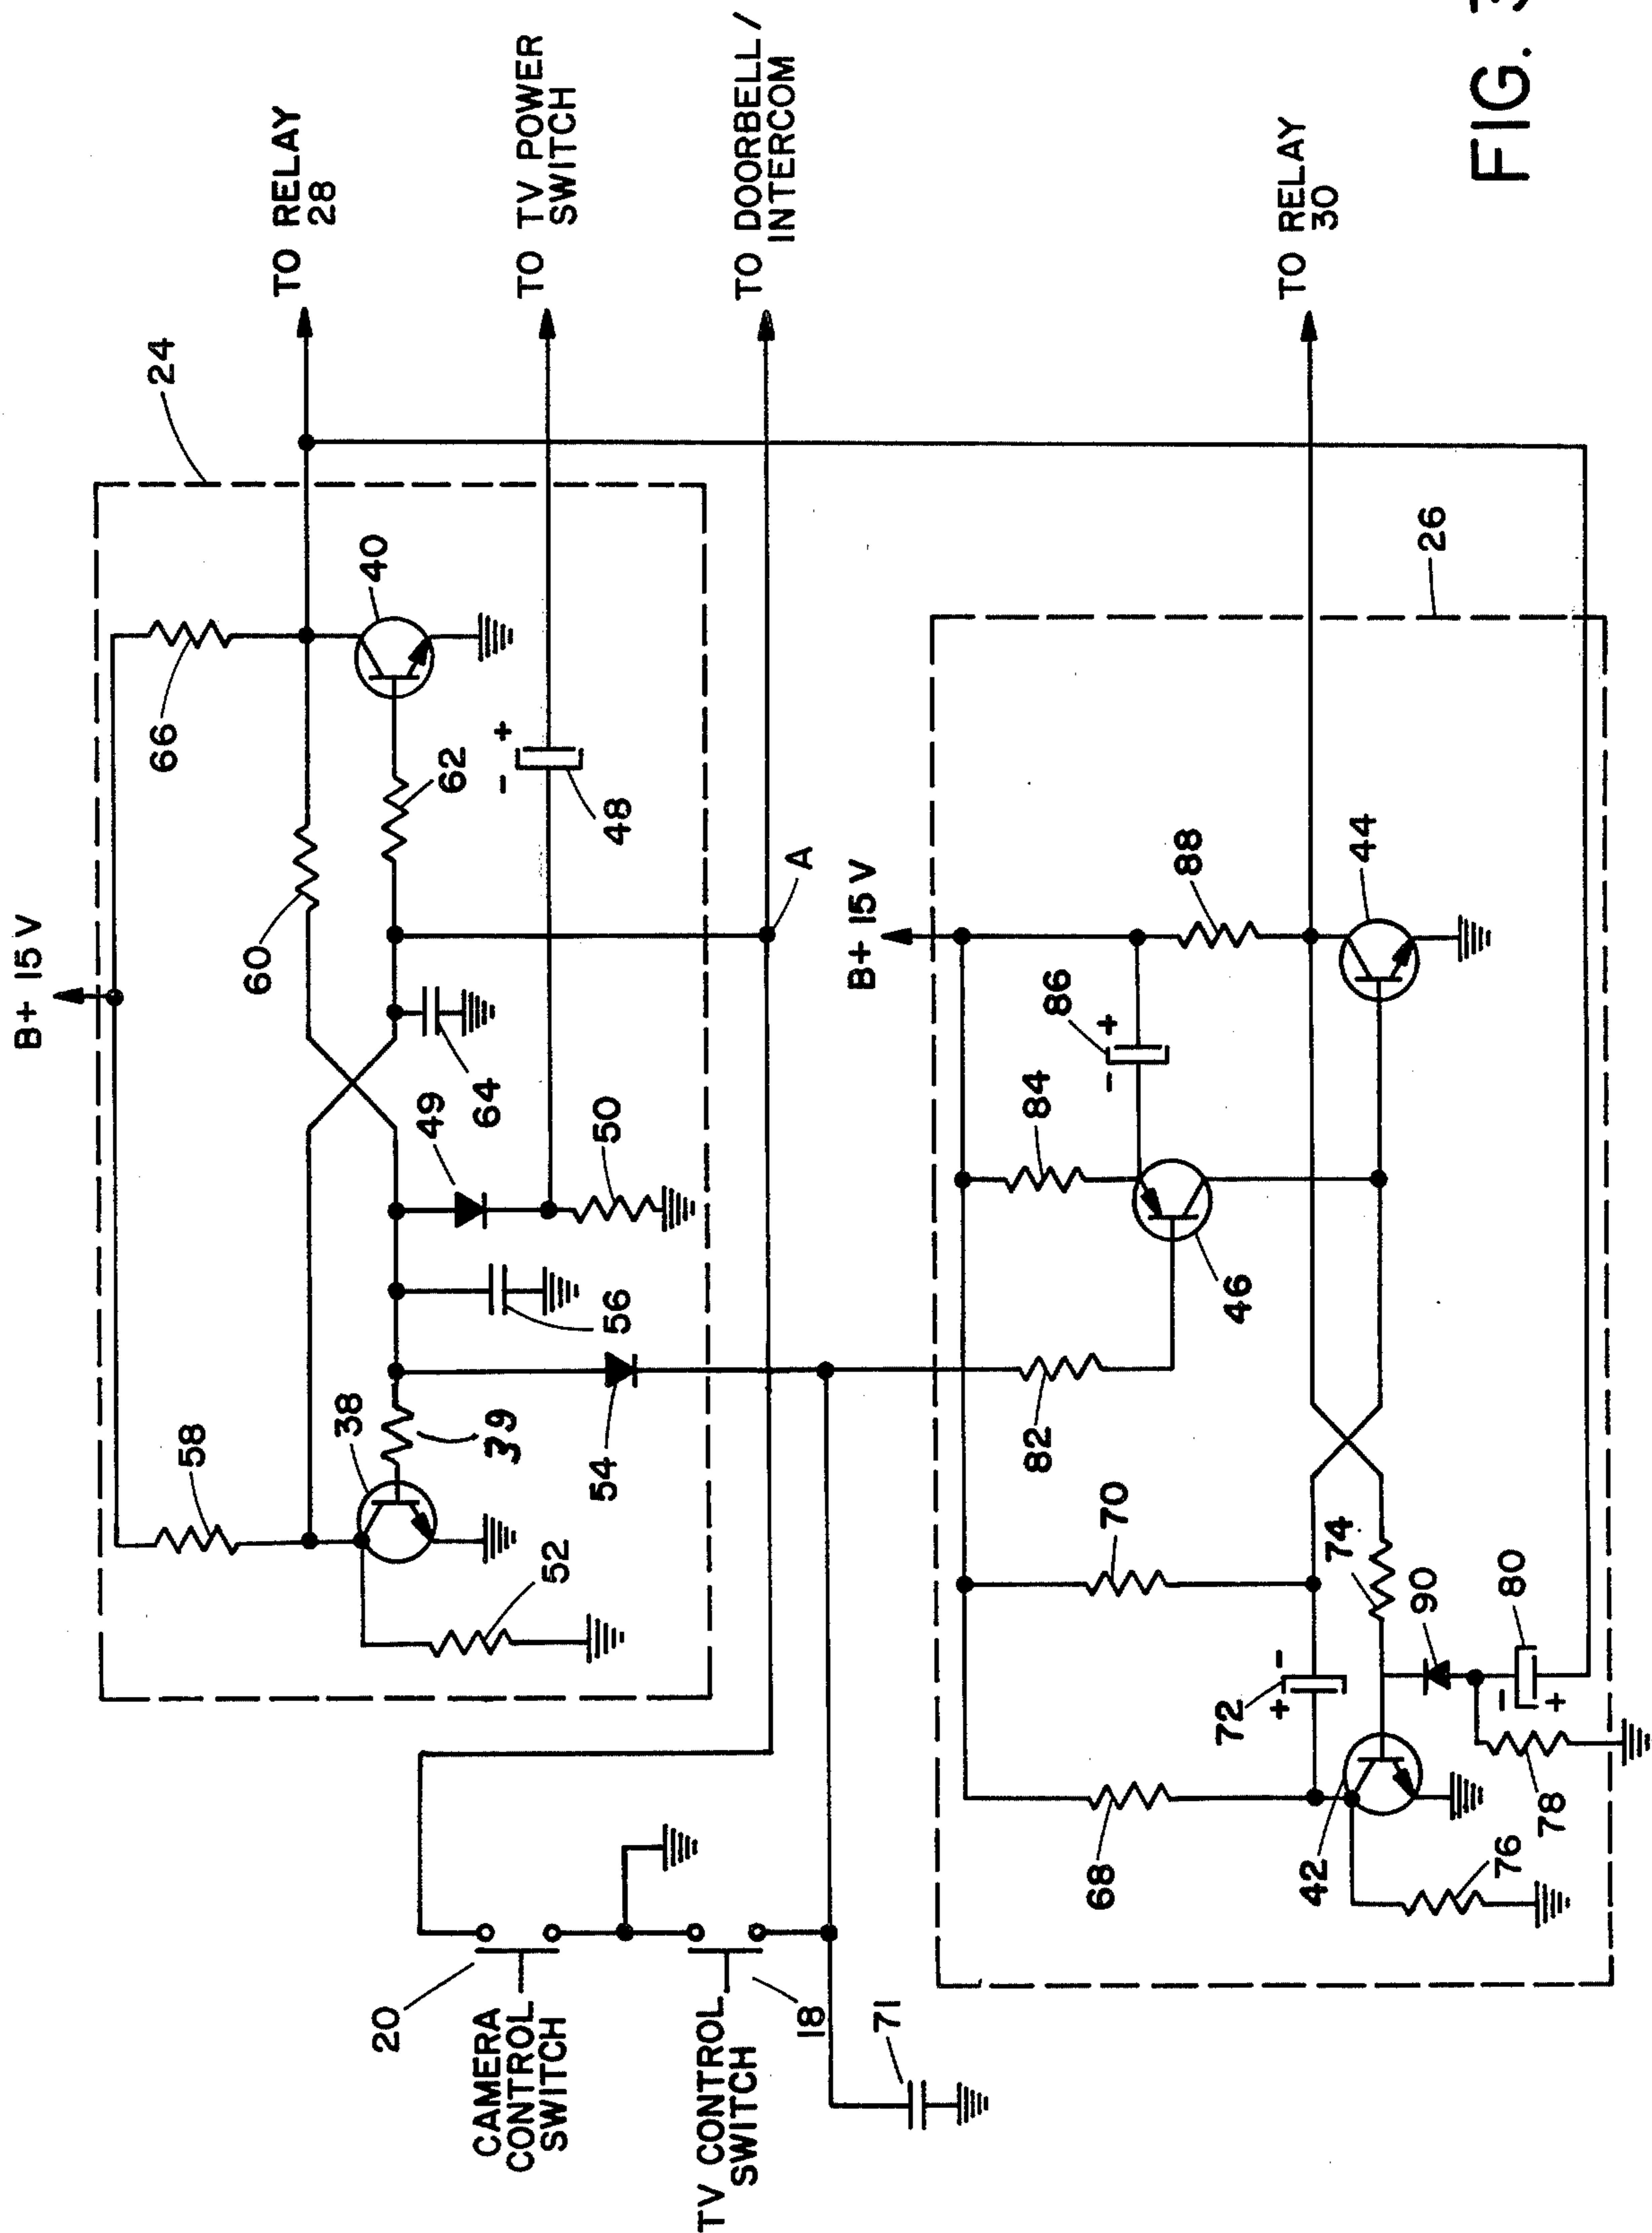 B+ 15 V
24
TO RELAY
28
66
58
60
40
38
62
39
49
64
- +
48
TO TV POWER
SWITCH
52
54
56
50
TO DOORBELL/
INTERCOM
A
20
CAMERA
CONTROL
SWITCH
TV CONTROL
SWITCH
18
71
B+ 15 V
26
68
70
82
84
86
- +
88
46
72
+ -
74
44
TO RELAY
30
42
90
76
78
-
+
80
FIG. 3